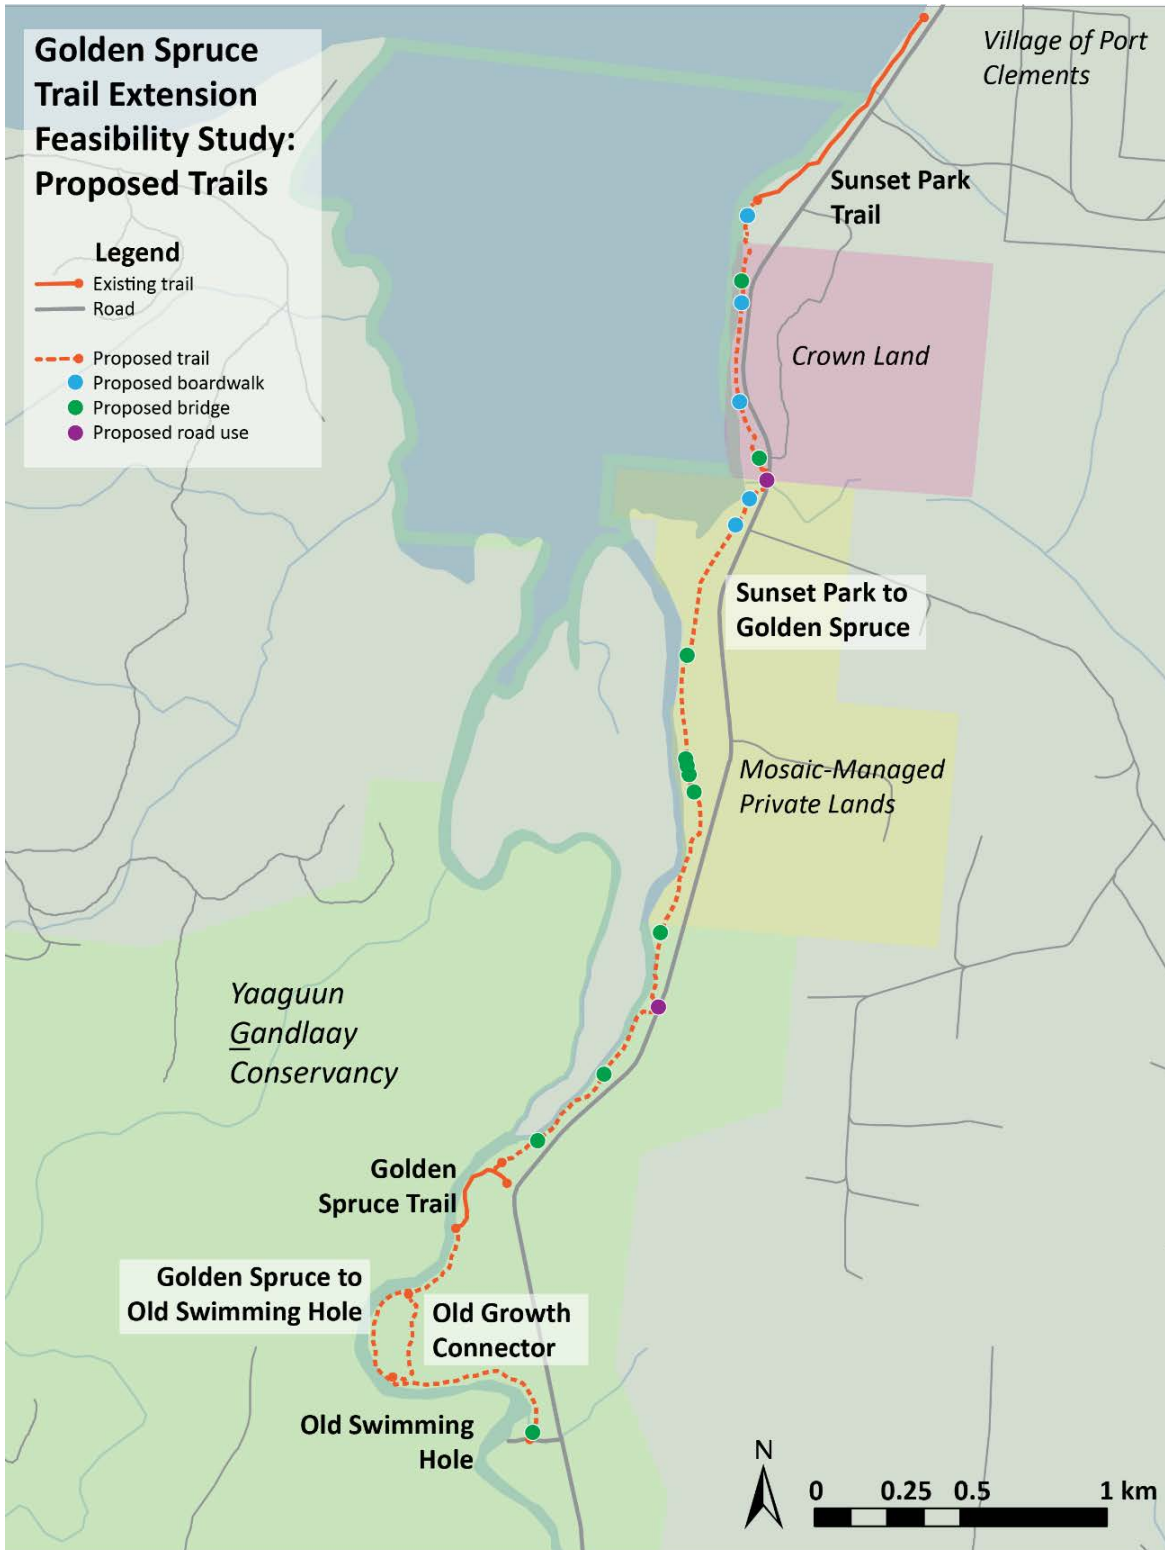 Golden Spruce
Trail Extension
Feasibility Study:
Proposed Trails
Legend
Existing trail
Road
Proposed trail
Proposed boardwalk
Proposed bridge
Proposed road use
Village of Port
Clements
Sunset Park
Trail
Crown Land
Sunset Park to
Golden Spruce
Mosaic-Managed
Private Lands
Yaaguun
G̲andlaay
Conservancy
Golden
Spruce Trail
Golden Spruce to
Old Swimming Hole
Old Growth
Connector
Old Swimming
Hole
N
0 0.25 0.5 1 km